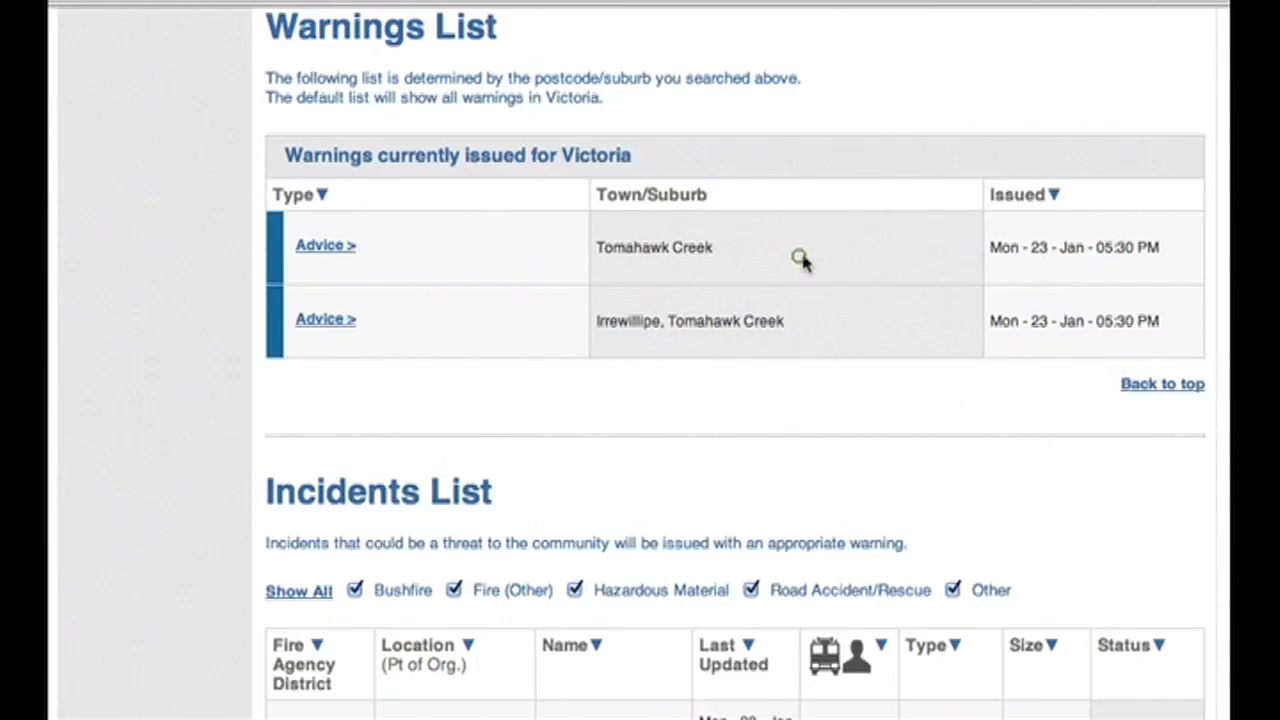 Warnings List
The following list is determined by the postcode/suburb you searched above.
The default list will show all warnings in Victoria.
Warnings currently issued for Victoria
Type▼ Town/Suburb Issued▼
Advice > Tomahawk Creek Mon - 23 - Jan - 05:30 PM
Advice > Irrewillipe, Tomahawk Creek Mon - 23 - Jan - 05:30 PM
Back to top
Incidents List
Incidents that could be a threat to the community will be issued with an appropriate warning.
Show All Bushfire Fire (Other) Hazardous Material Road Accident/Rescue Other
Fire ▼ Location ▼ Name▼ Last ▼ ▼ Type▼ Size▼ Status▼
Agency (Pt of Org.) Updated
District